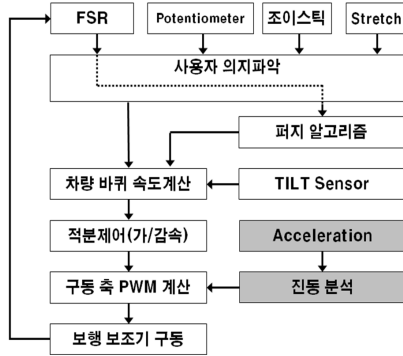 FSR
Potentiometer
조이스틱
Stretch
사용자 의지파악
퍼지 알고리즘
차량 바퀴 속도계산
TILT Sensor
적분제어(가/감속)
Acceleration
구동 축 PWM 계산
진동 분석
보행 보조기 구동